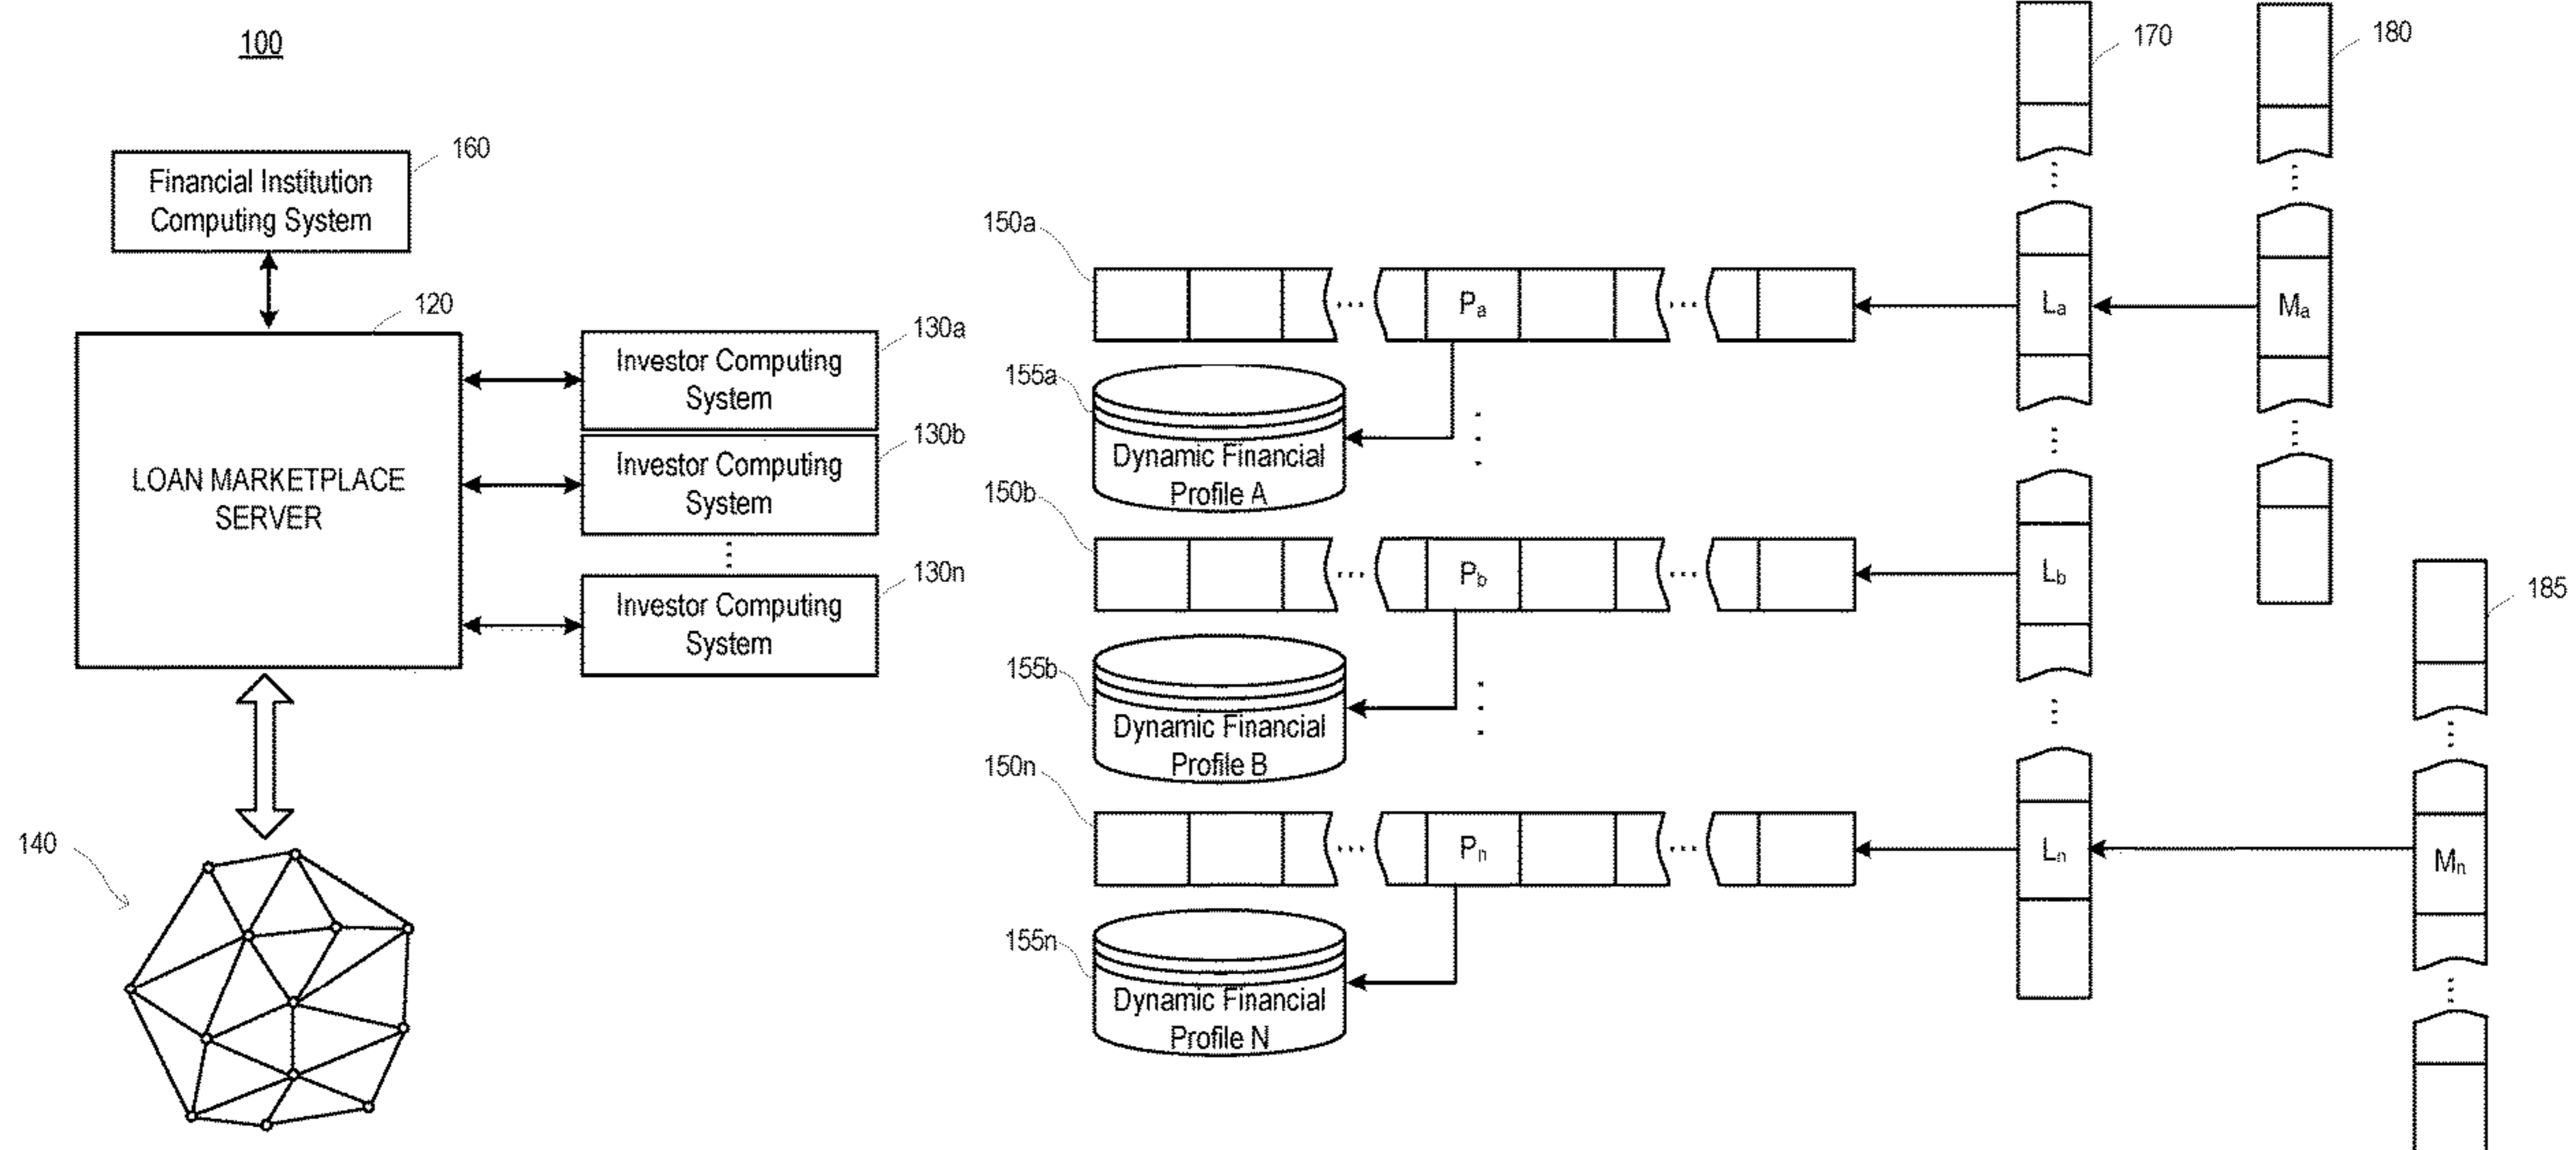 100
160
Financial Institution
Computing System
120
LOAN MARKETPLACE
SERVER
130a
Investor Computing
System
130b
Investor Computing
System
130n
Investor Computing
System
140
150a
Pa
155a
Dynamic Financial
Profile A
150b
Pb
155b
Dynamic Financial
Profile B
150n
Pn
155n
Dynamic Financial
Profile N
170
La
Lb
Ln
180
Ma
185
Mn